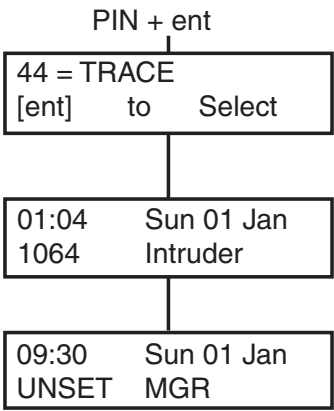 PIN + ent
44 = TRACE
[ent] to Select
01:04 Sun 01 Jan
1064 Intruder
09:30 Sun 01 Jan
UNSET MGR